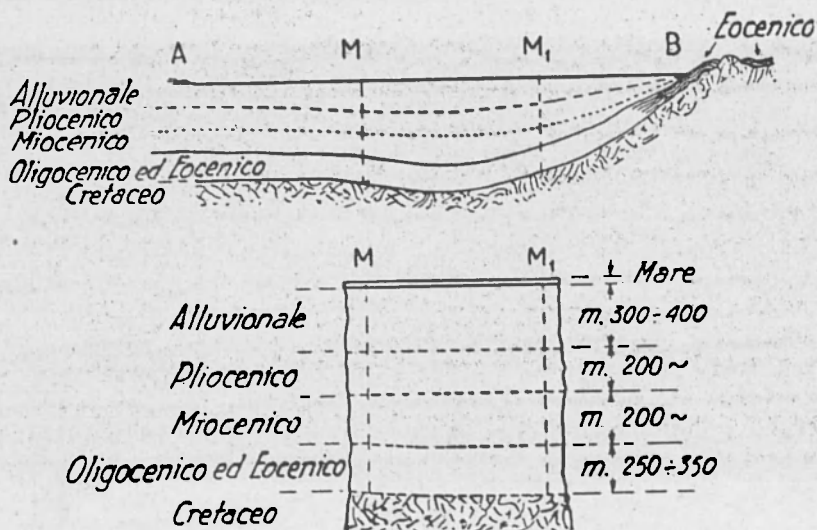 Eocenico
A M M₁ B
Alluvionale
Pliocenico
Miocenico
Oligocenico ed Eocenico
Cretaceo
M M₁
Mare
Alluvionale m. 300÷400
Pliocenico m. 200 ~
Miocenico m. 200 ~
Oligocenico ed Eocenico m. 250÷350
Cretaceo